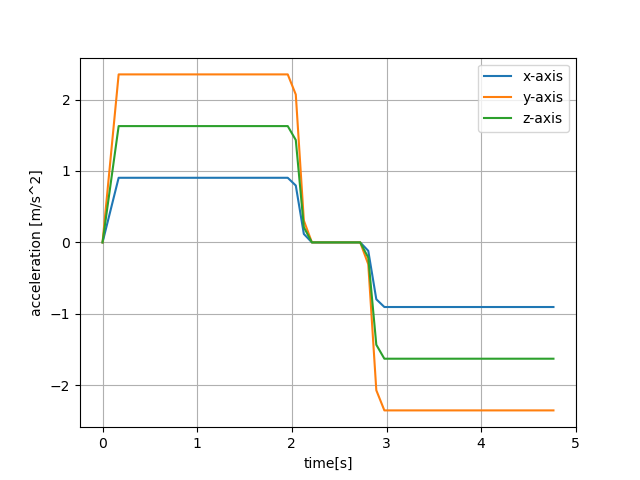 x-axis
y-axis
z-axis
2
1
0
−1
−2
acceleration [m/s^2]
0 1 2 3 4 5
time[s]